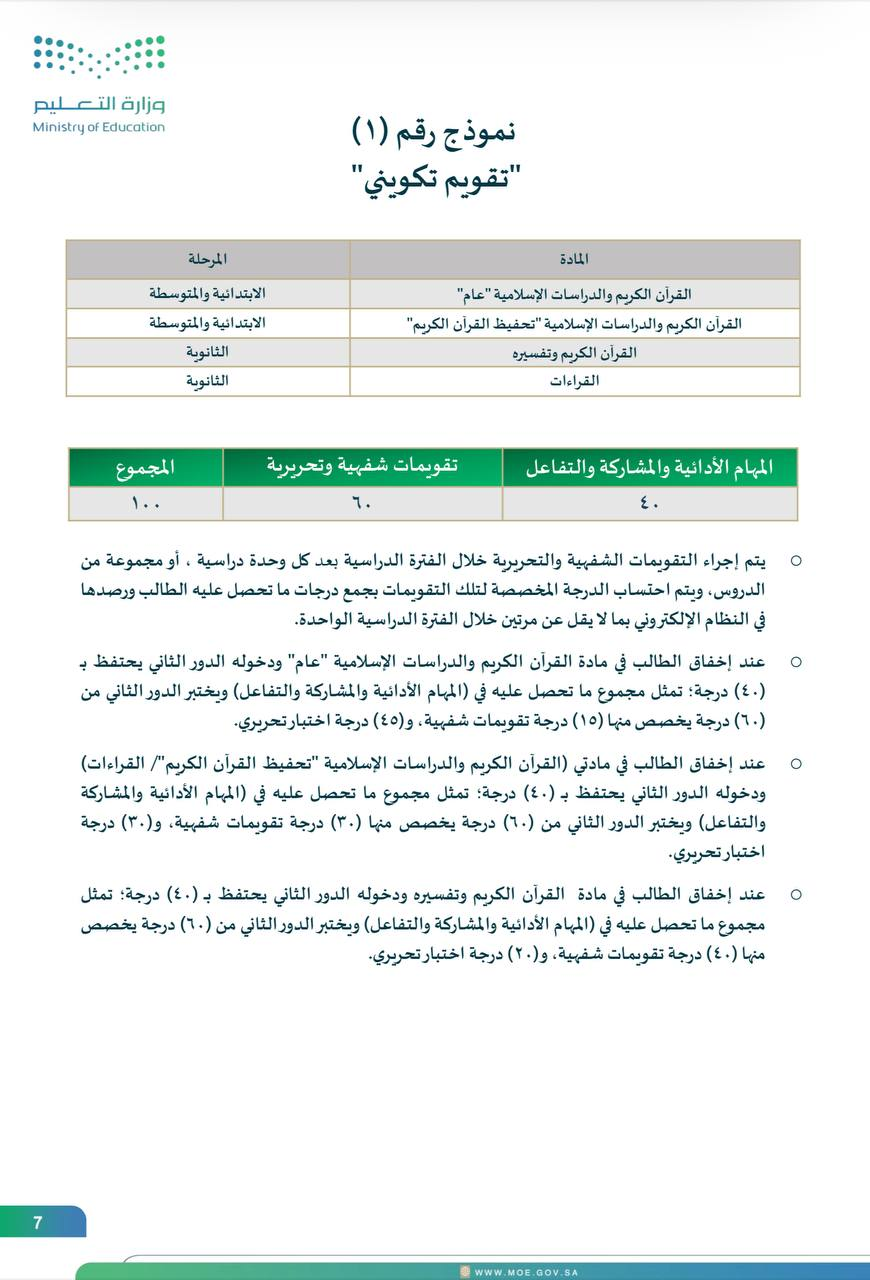 وزارة التعليم
Ministry of Education
نموذج رقم (١)
"تقويم تكويني"
المادة المرحلة
القرآن الكريم والدراسات الإسلامية "عام" الابتدائية والمتوسطة
القرآن الكريم والدراسات الإسلامية "تحفيظ القرآن الكريم" الابتدائية والمتوسطة
القرآن الكريم وتفسيره الثانوية
القراءات الثانوية
المهام الأدائية والمشاركة والتفاعل تقويمات شفهية وتحريرية المجموع
٤٠ ٦٠ ١٠٠
○ يتم إجراء التقويمات الشفهية والتحريرية خلال الفترة الدراسية بعد كل وحدة دراسية ، أو مجموعة من
الدروس، ويتم احتساب الدرجة المخصصة لتلك التقويمات بجمع درجات ما تحصل عليه الطالب ورصدها
في النظام الإلكتروني بما لا يقل عن مرتين خلال الفترة الدراسية الواحدة.
○ عند إخفاق الطالب في مادة القرآن الكريم والدراسات الإسلامية "عام" ودخوله الدور الثاني يحتفظ بـ
(٤٠) درجة؛ تمثل مجموع ما تحصل عليه في (المهام الأدائية والمشاركة والتفاعل) ويختبر الدور الثاني من
(٦٠) درجة يخصص منها (١٥) درجة تقويمات شفهية، و(٤٥) درجة اختبار تحريري.
○ عند إخفاق الطالب في مادتي (القرآن الكريم والدراسات الإسلامية "تحفيظ القرآن الكريم"/ القراءات)
ودخوله الدور الثاني يحتفظ بـ (٤٠) درجة؛ تمثل مجموع ما تحصل عليه في (المهام الأدائية والمشاركة
والتفاعل) ويختبر الدور الثاني من (٦٠) درجة يخصص منها (٣٠) درجة تقويمات شفهية، و(٣٠) درجة
اختبار تحريري.
○ عند إخفاق الطالب في مادة القرآن الكريم وتفسيره ودخوله الدور الثاني يحتفظ بـ (٤٠) درجة؛ تمثل
مجموع ما تحصل عليه في (المهام الأدائية والمشاركة والتفاعل) ويختبر الدور الثاني من (٦٠) درجة يخصص
منها (٤٠) درجة تقويمات شفهية، و(٢٠) درجة اختبار تحريري.
7
WWW.MOE.GOV.SA